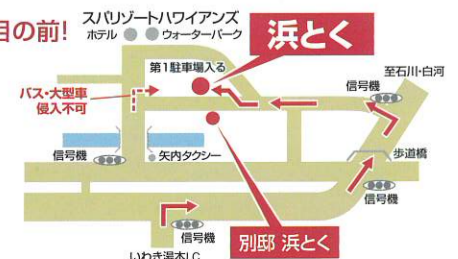 目の前!
スパリゾートハワイアンズ
ホテル
ウォーターパーク
浜とく
第1駐車場入る
至石川・白河
信号機
バス・大型車
侵入不可
信号機
矢内タクシー
歩道橋
信号機
信号機
別邸 浜とく
いわき湯本I.C